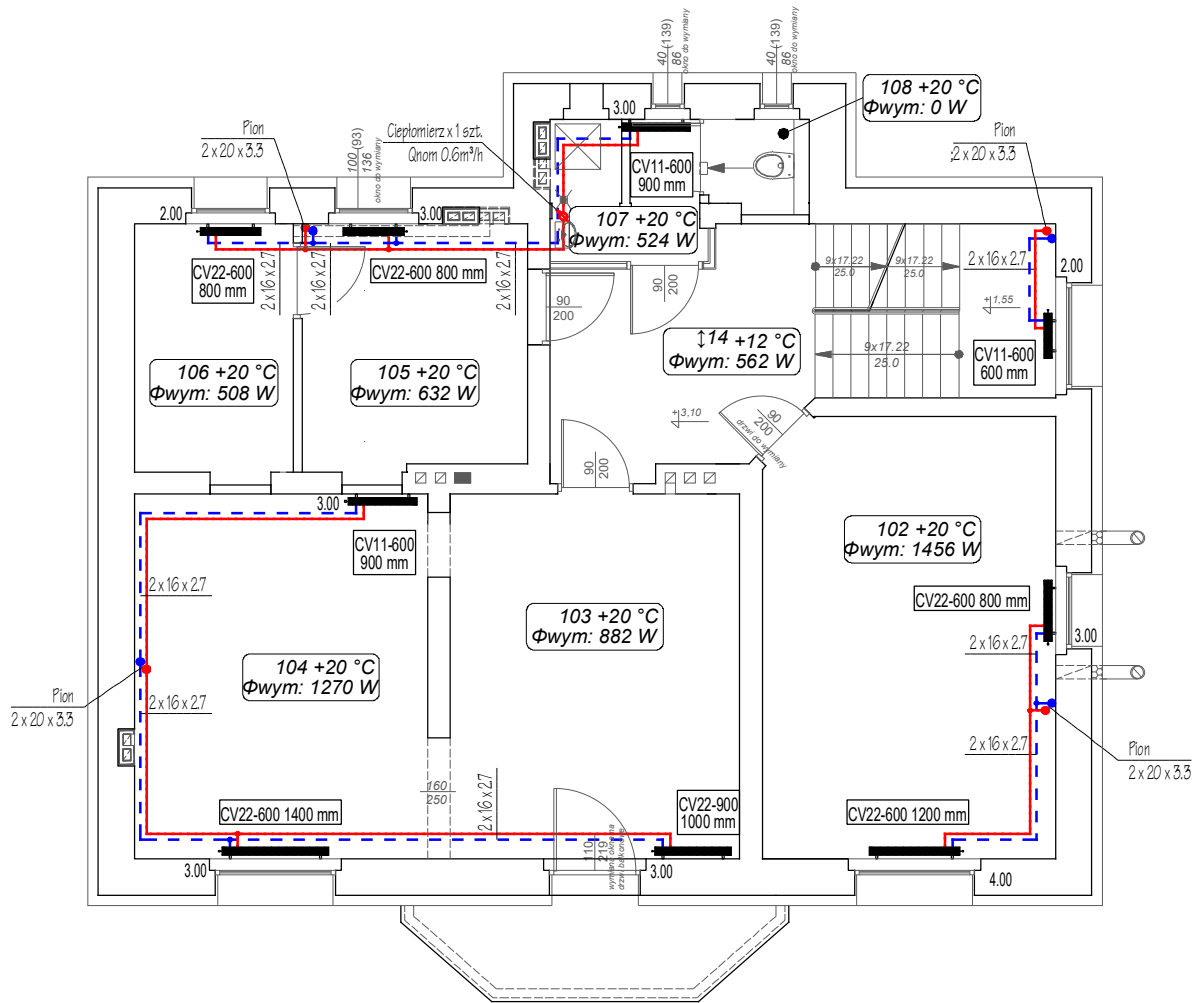 40 (139)
86
okno do wymiany
40 (139)
86
okno do wymiany
108 +20 °C
Φwym: 0 W
3.00
Pion
2 x 20 x 3.3
100 (93)
136
okno do wymiany
Ciepłomierz x 1 szt.
Qnom 0.6m³/h
Pion
2 x 20 x 3.3
CV11-600
900 mm
2.00
3.00
107 +20 °C
Φwym: 524 W
CV22-600
800 mm
2 x 16 x 2.7
2 x 16 x 2.7
CV22-600 800 mm
2 x 16 x 2.7
90
200
90
200
9x17.22
25.0
9x17.22
25.0
2 x 16 x 2.7
2.00
+1,55
↕14 +12 °C
Φwym: 562 W
9x17.22
25.0
CV11-600
600 mm
106 +20 °C
Φwym: 508 W
105 +20 °C
Φwym: 632 W
+3,10
90
200
drzwi do wymiany
90
200
3.00
CV11-600
900 mm
102 +20 °C
Φwym: 1456 W
2 x 16 x 2.7
CV22-600 800 mm
103 +20 °C
Φwym: 882 W
3.00
2 x 16 x 2.7
104 +20 °C
Φwym: 1270 W
Pion
2 x 20 x 3.3
2 x 16 x 2.7
2 x 16 x 2.7
Pion
2 x 20 x 3.3
160
250
2 x 16 x 2.7
CV22-600 1400 mm
CV22-900
1000 mm
CV22-600 1200 mm
110
219
wymiana okna na
drzwi balkonowe
3.00
3.00
4.00